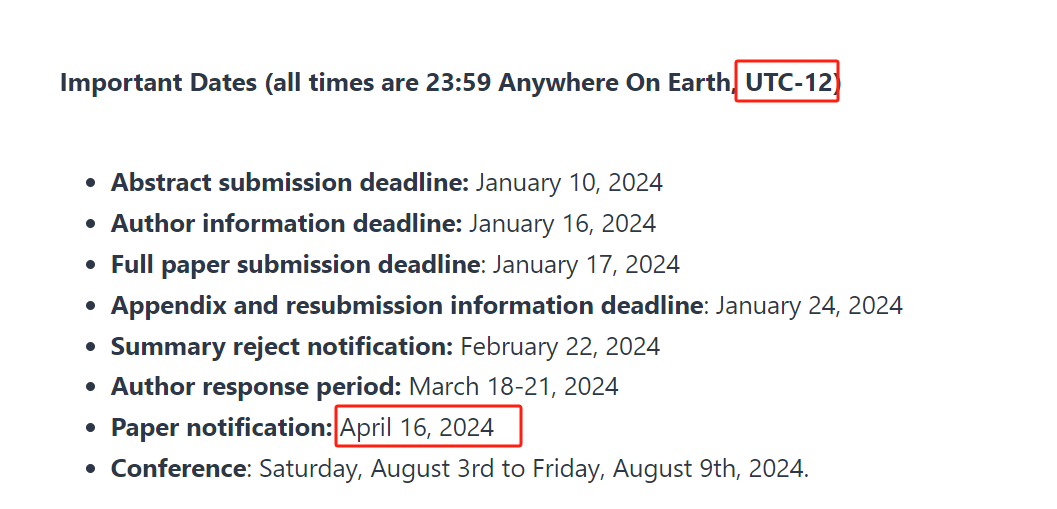 Important Dates (all times are 23:59 Anywhere On Earth, UTC-12)
Abstract submission deadline: January 10, 2024
Author information deadline: January 16, 2024
Full paper submission deadline: January 17, 2024
Appendix and resubmission information deadline: January 24, 2024
Summary reject notification: February 22, 2024
Author response period: March 18-21, 2024
Paper notification: April 16, 2024
Conference: Saturday, August 3rd to Friday, August 9th, 2024.